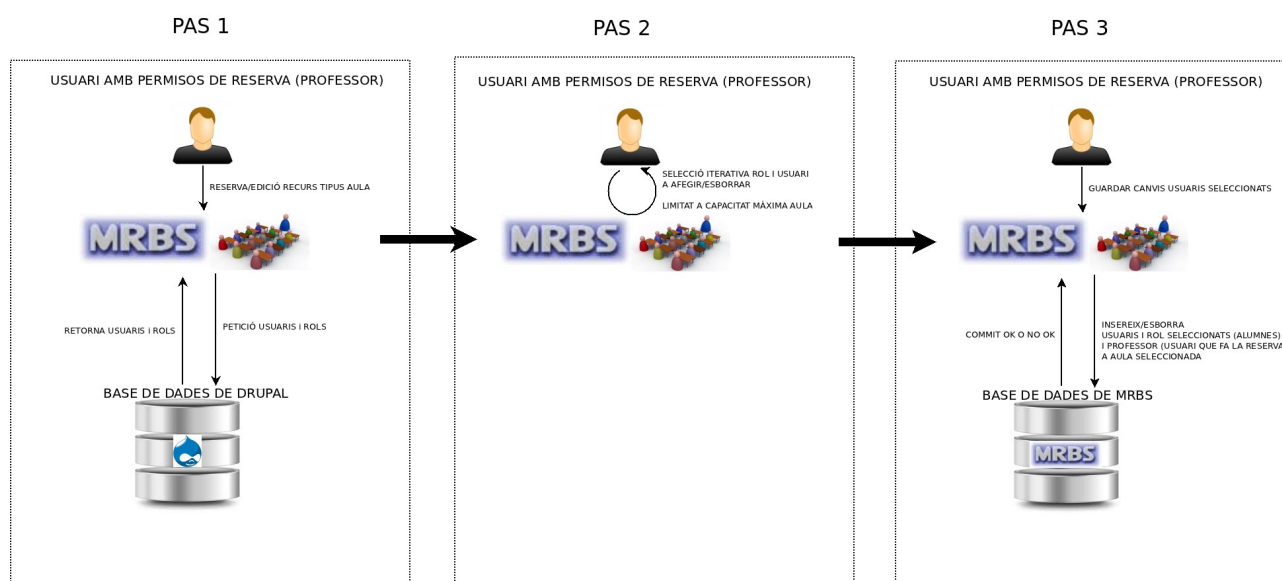 PAS 1
USUARI AMB PERMISOS DE RESERVA (PROFESSOR)
RESERVA/EDICIÓ RECURS TIPUS AULA
MRBS
RETORNA USUARIS i ROLS
PETICIÓ USUARIS i ROLS
BASE DE DADES DE DRUPAL
PAS 2
USUARI AMB PERMISOS DE RESERVA (PROFESSOR)
SELECCIÓ ITERATIVA ROL I USUARI
A AFEGIR/ESBORRAR
LIMITAT A CAPACITAT MÀXIMA AULA
MRBS
PAS 3
USUARI AMB PERMISOS DE RESERVA (PROFESSOR)
GUARDAR CANVIS USUARIS SELECCIONATS
MRBS
COMMIT OK O NO OK
INSEREIX/ESBORRA
USUARIS I ROL SELECCIONATS (ALUMNES)
I PROFESSOR (USUARI QUE FA LA RESERVA
A AULA SELECCIONADA
BASE DE DADES DE MRBS
MRBS